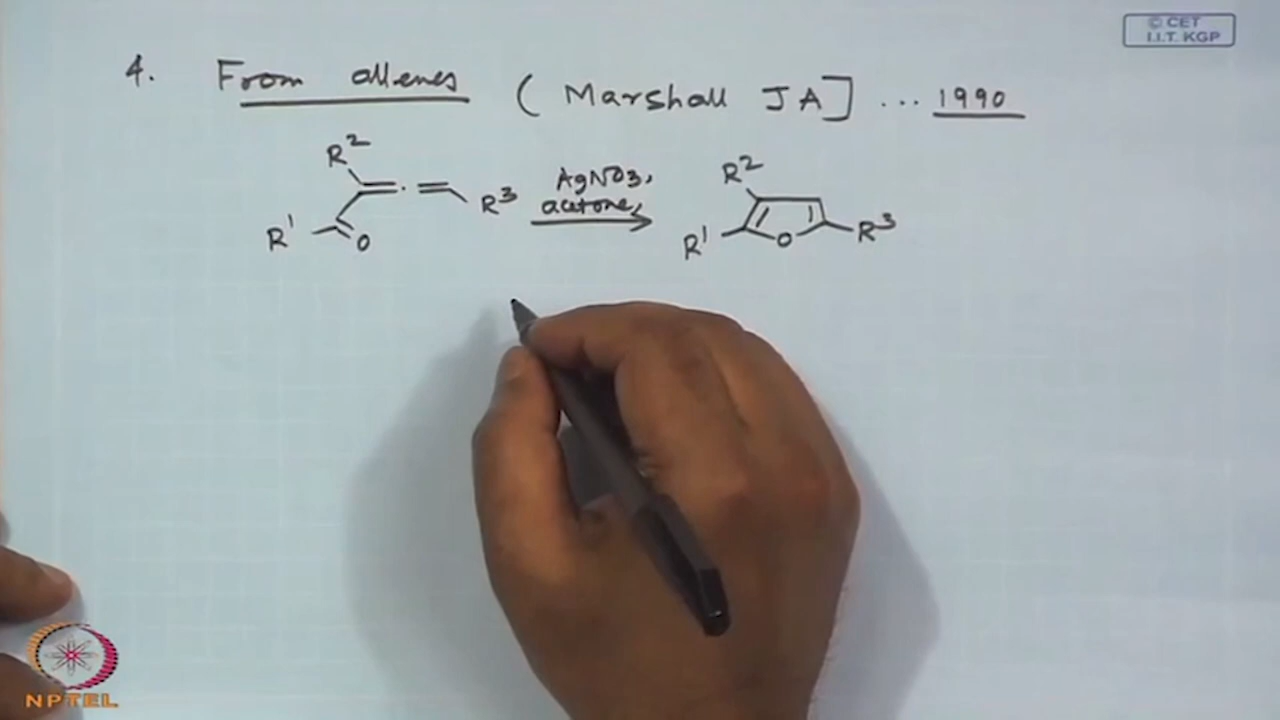 © CET
I.I.T. KGP
4. From allenes ( Marshall JA] ... 1990
R² R²
AgNO3,
R³ acetone, R³
R¹ O R¹ O
NPTEL